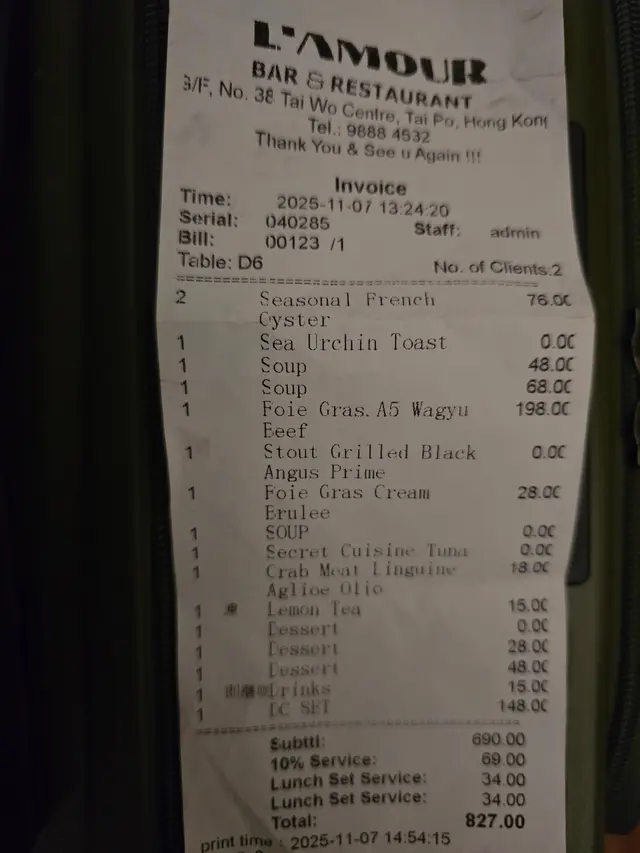 L'AMOUR
BAR & RESTAURANT
3/F, No. 38 Tai Wo Centre, Tai Po, Hong Kong
Tel.: 9888 4532
Thank You & See u Again !!!
Invoice
Time: 2025-11-07 13:24:20
Serial: 040285 Staff: admin
Bill: 00123 /1
Table: D6 No. of Clients:2
2 Seasonal French 76.00
Oyster
1 Sea Urchin Toast 0.00
1 Soup 48.00
1 Soup 68.00
1 Foie Gras.A5 Wagyu 198.00
Beef
1 Stout Grilled Black 0.00
Angus Prime
1 Foie Gras Cream 28.00
Brulee
1 SOUP 0.00
1 Secret Cuisine Tuna 0.00
1 Crab Meat Linguine 18.00
Aglioe Olio
1 凍 Lemon Tea 15.00
1 Dessert 0.00
1 Dessert 28.00
1 Dessert 48.00
1 Drinks 15.00
1 DC SET 148.00
Subttl: 690.00
10% Service: 69.00
Lunch Set Service: 34.00
Lunch Set Service: 34.00
Total: 827.00
print time : 2025-11-07 14:54:15